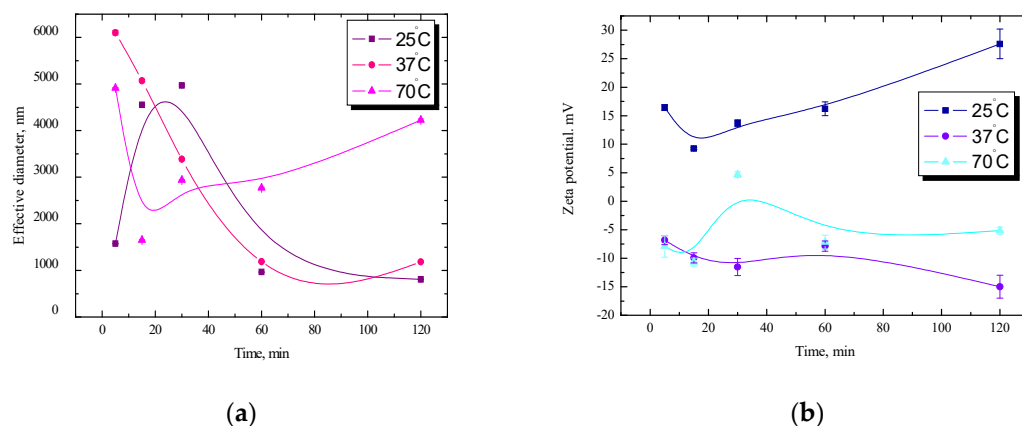 6000
5000
4000
3000
2000
1000
0
Effective diameter, nm
25°C
37°C
70°C
0 20 40 60 80 100 120
Time, min
(a)
30
25
20
15
10
5
0
-5
-10
-15
-20
Zeta potential. mV
25°C
37°C
70°C
0 20 40 60 80 100 120
Time, min
(b)